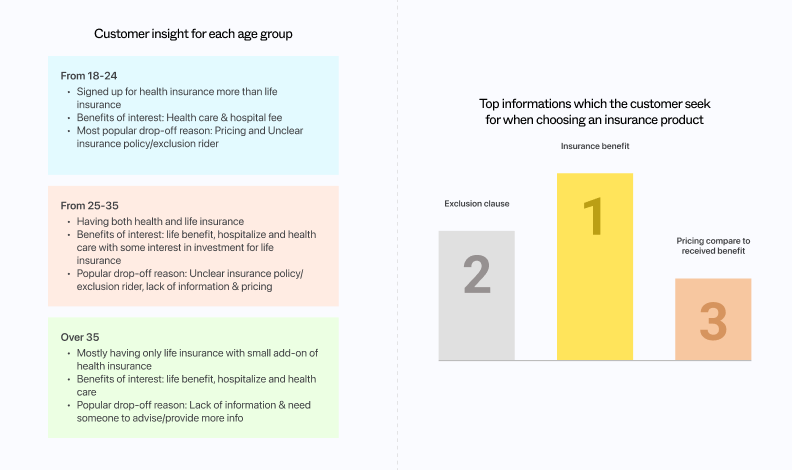 Customer insight for each age group
From 18-24
• Signed up for health insurance more than life
insurance
• Benefits of interest: Health care & hospital fee
• Most popular drop-off reason: Pricing and Unclear
insurance policy/exclusion rider
From 25-35
• Having both health and life insurance
• Benefits of interest: life benefit, hospitalize and health
care with some interest in investment for life
insurance
• Popular drop-off reason: Unclear insurance policy/
exclusion rider, lack of information & pricing
Over 35
• Mostly having only life insurance with small add-on of
health insurance
• Benefits of interest: life benefit, hospitalize and health
care
• Popular drop-off reason: Lack of information & need
someone to advise/provide more info
Top informations which the customer seek
for when choosing an insurance product
Insurance benefit
1
Exclusion clause
2
Pricing compare to
received benefit
3